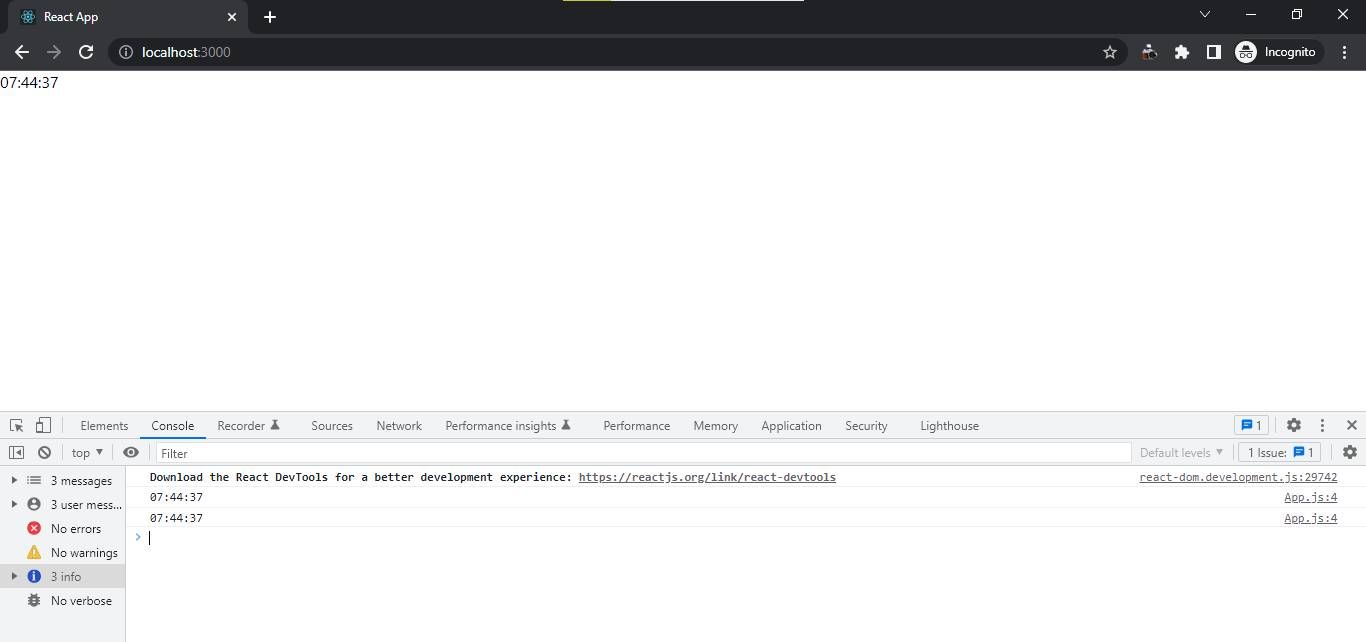 React App
localhost:3000
Incognito
07:44:37
Elements Console Recorder Sources Network Performance insights Performance Memory Application Security Lighthouse 1
top Filter Default levels 1 Issue: 1
3 messages
3 user mess...
No errors
No warnings
3 info
No verbose
Download the React DevTools for a better development experience: https://reactjs.org/link/react-devtools react-dom.development.js:29742
07:44:37 App.js:4
07:44:37 App.js:4